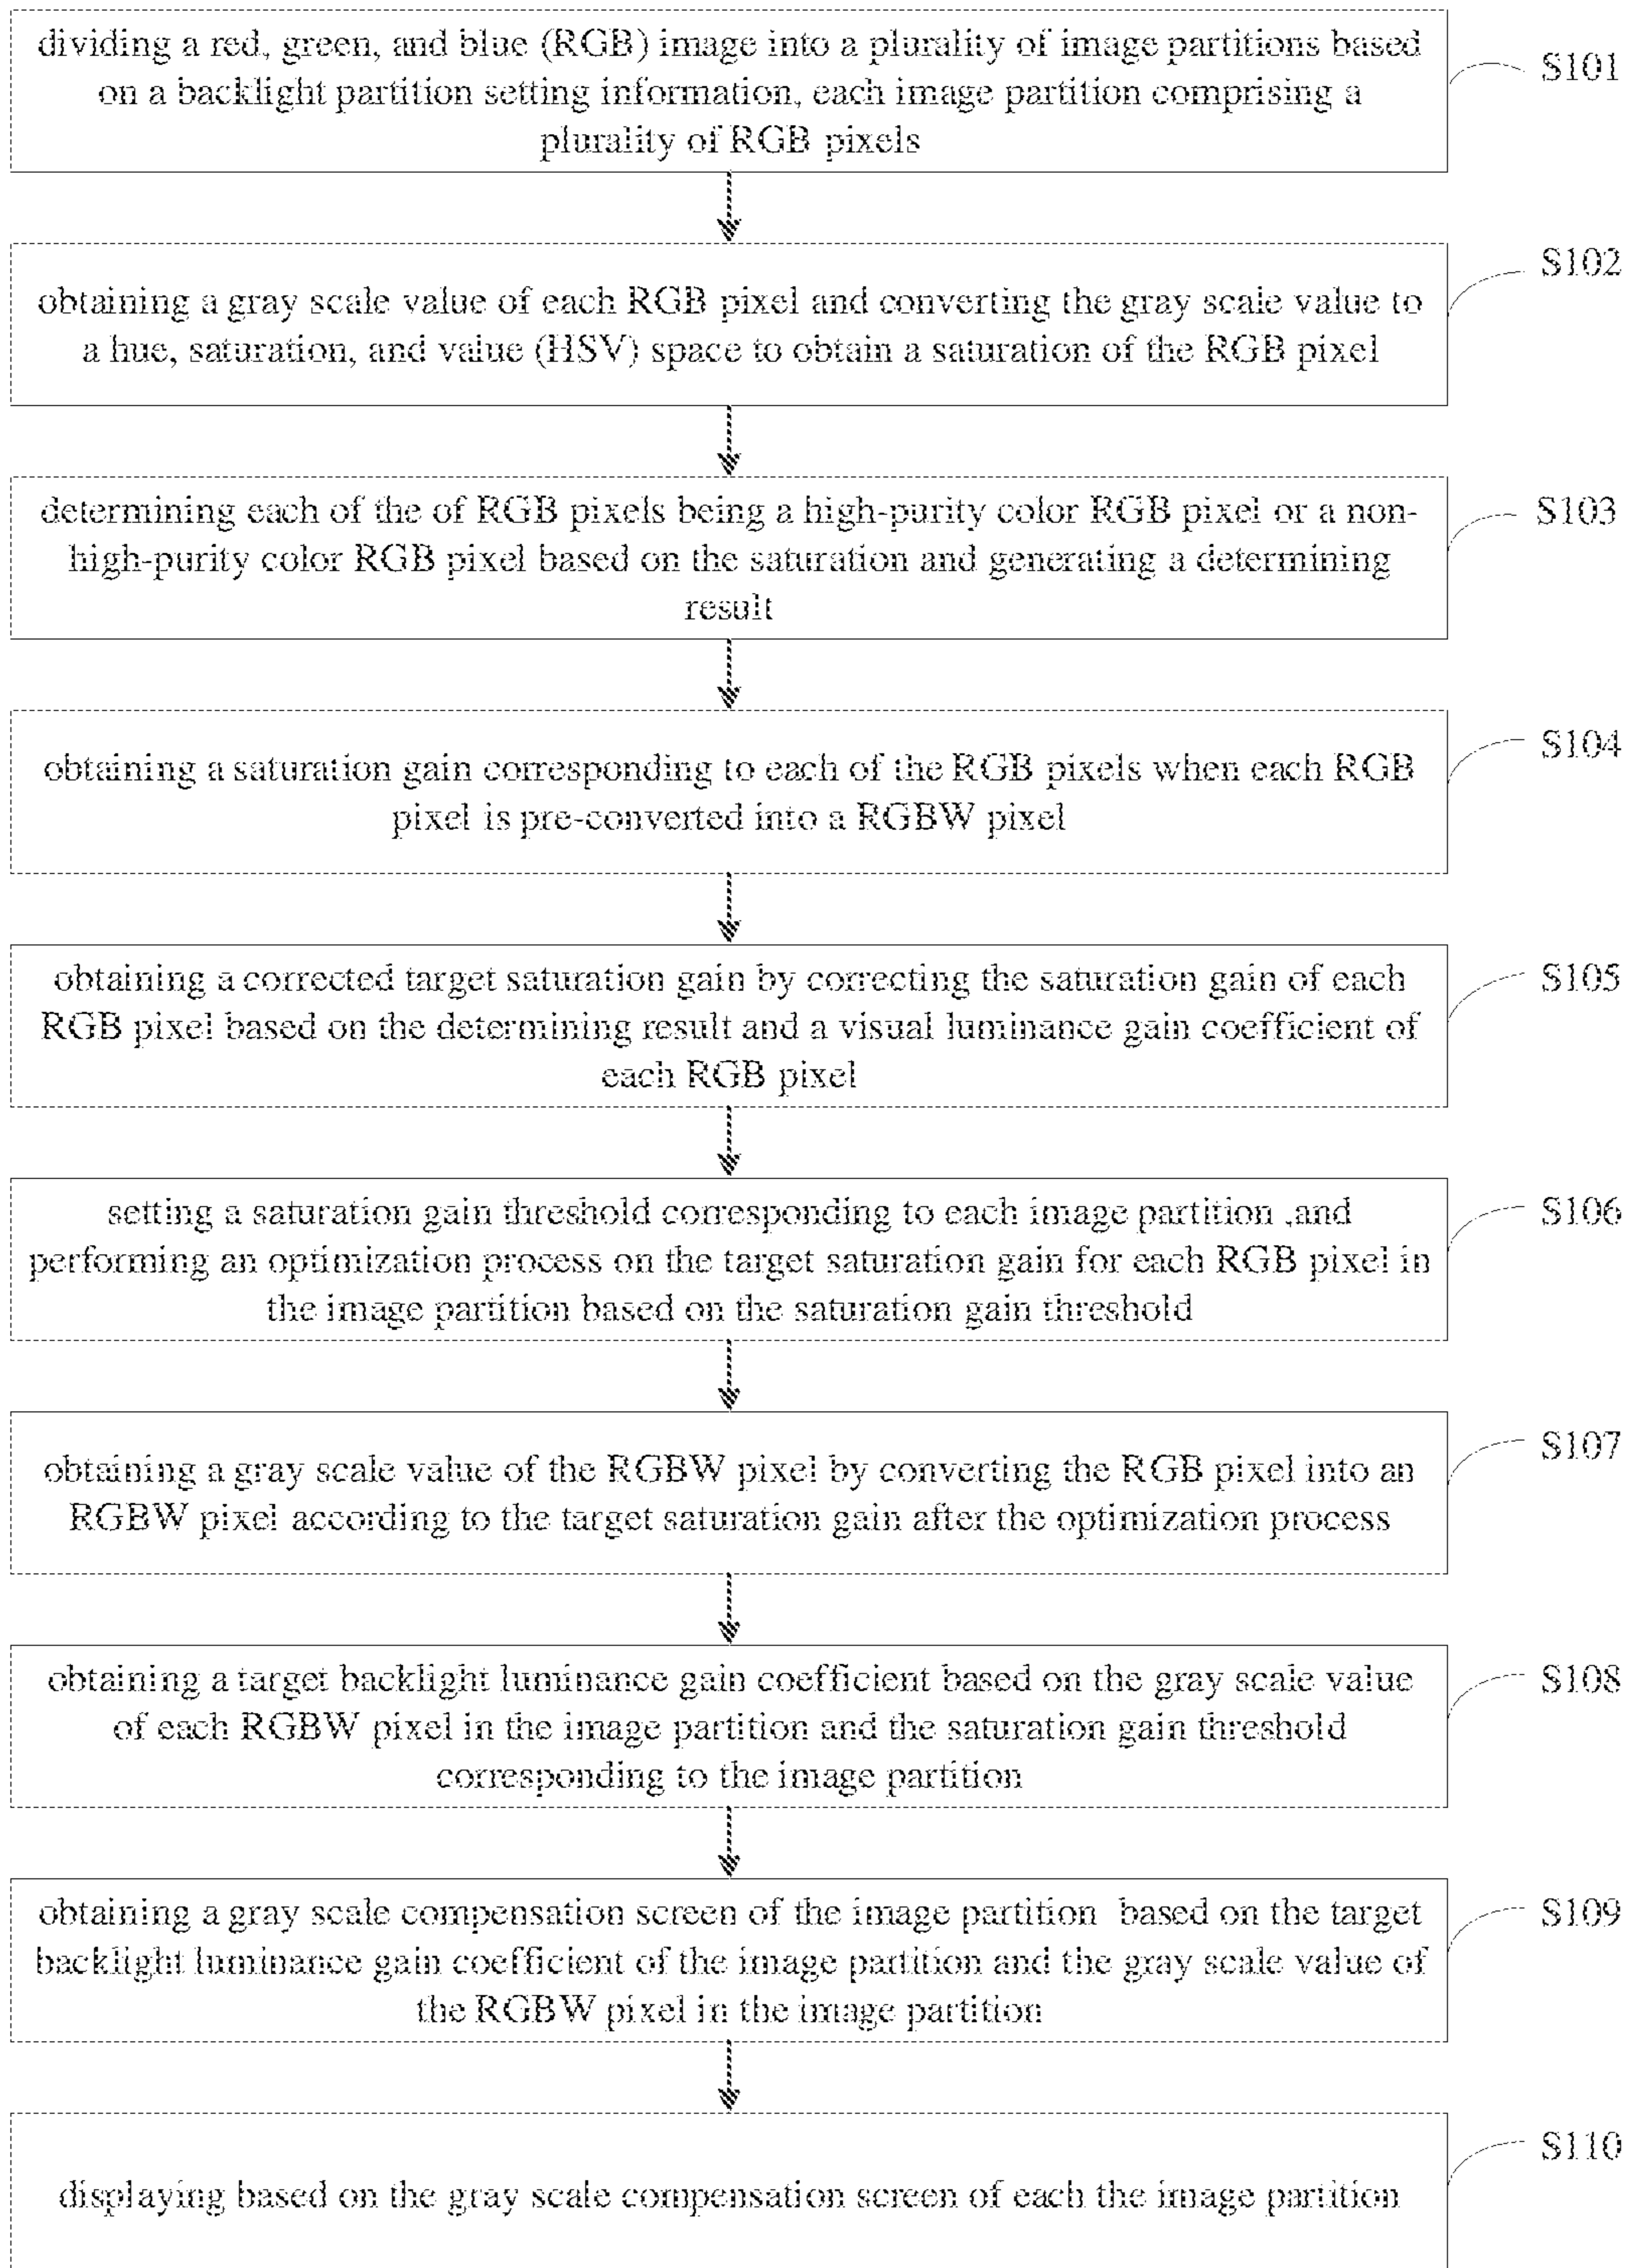 dividing a red, green, and blue (RGB) image into a plurality of image partitions based
on a backlight partition setting information, each image partition comprising a
plurality of RGB pixels
S101
obtaining a gray scale value of each RGB pixel and converting the gray scale value to
a hue, saturation, and value (HSV) space to obtain a saturation of the RGB pixel
S102
determining each of the of RGB pixels being a high-purity color RGB pixel or a non-
high-purity color RGB pixel based on the saturation and generating a determining
result
S103
obtaining a saturation gain corresponding to each of the RGB pixels when each RGB
pixel is pre-converted into a RGBW pixel
S104
obtaining a corrected target saturation gain by correcting the saturation gain of each
RGB pixel based on the determining result and a visual luminance gain coefficient of
each RGB pixel
S105
setting a saturation gain threshold corresponding to each image partition ,and
performing an optimization process on the target saturation gain for each RGB pixel in
the image partition based on the saturation gain threshold
S106
obtaining a gray scale value of the RGBW pixel by converting the RGB pixel into an
RGBW pixel according to the target saturation gain after the optimization process
S107
obtaining a target backlight luminance gain coefficient based on the gray scale value
of each RGBW pixel in the image partition and the saturation gain threshold
corresponding to the image partition
S108
obtaining a gray scale compensation screen of the image partition based on the target
backlight luminance gain coefficient of the image partition and the gray scale value of
the RGBW pixel in the image partition
S109
displaying based on the gray scale compensation screen of each the image partition
S110